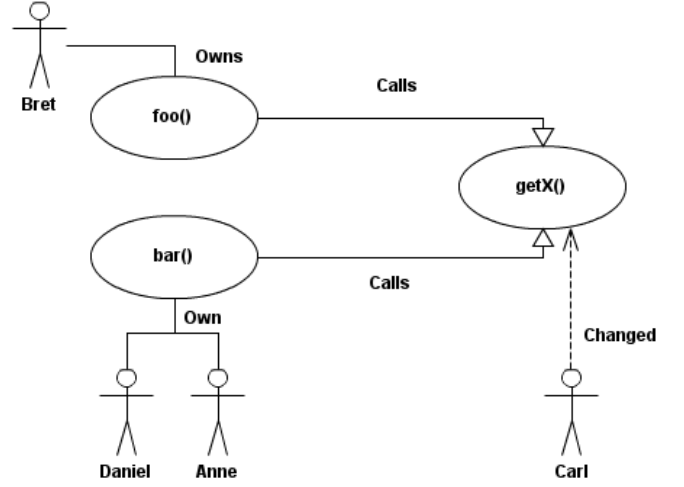 Owns
Calls
foo()
Bret
getX()
bar()
Calls
Own
Changed
Daniel
Anne
Carl